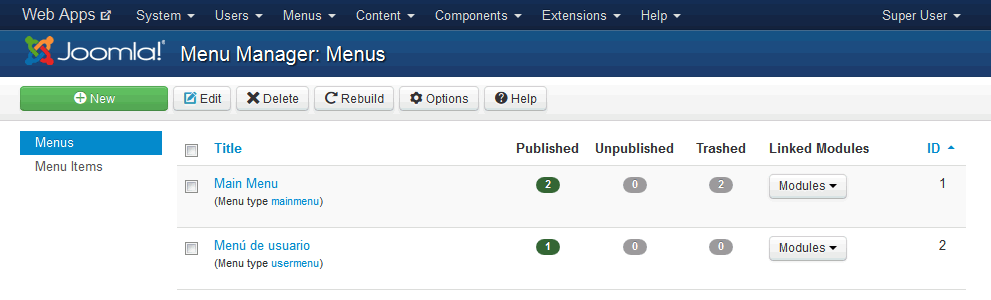 Web Apps System Users Menus Content Components Extensions Help Super User
Joomla!® Menu Manager: Menus
New Edit Delete Rebuild Options Help
Menus
Menu Items
Title Published Unpublished Trashed Linked Modules ID
Main Menu 2 0 2 Modules 1
(Menu type mainmenu)
Menú de usuario 1 0 0 Modules 2
(Menu type usermenu)